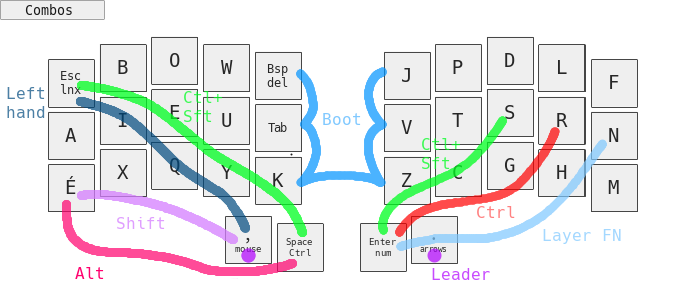 Combos
Esc
lnx
B
O
W
Bsp
del
J
P
D
L
F
Left
hand
A
I
E
U
Tab
Ctl+
Sft
Boot
V
T
S
R
N
É
X
Q
Y
K
Z
C
G
H
M
Ctl+
Sft
Shift
,
mouse
Space
Ctrl
Enter
num
.
arrows
Ctrl
Layer FN
Alt
Leader